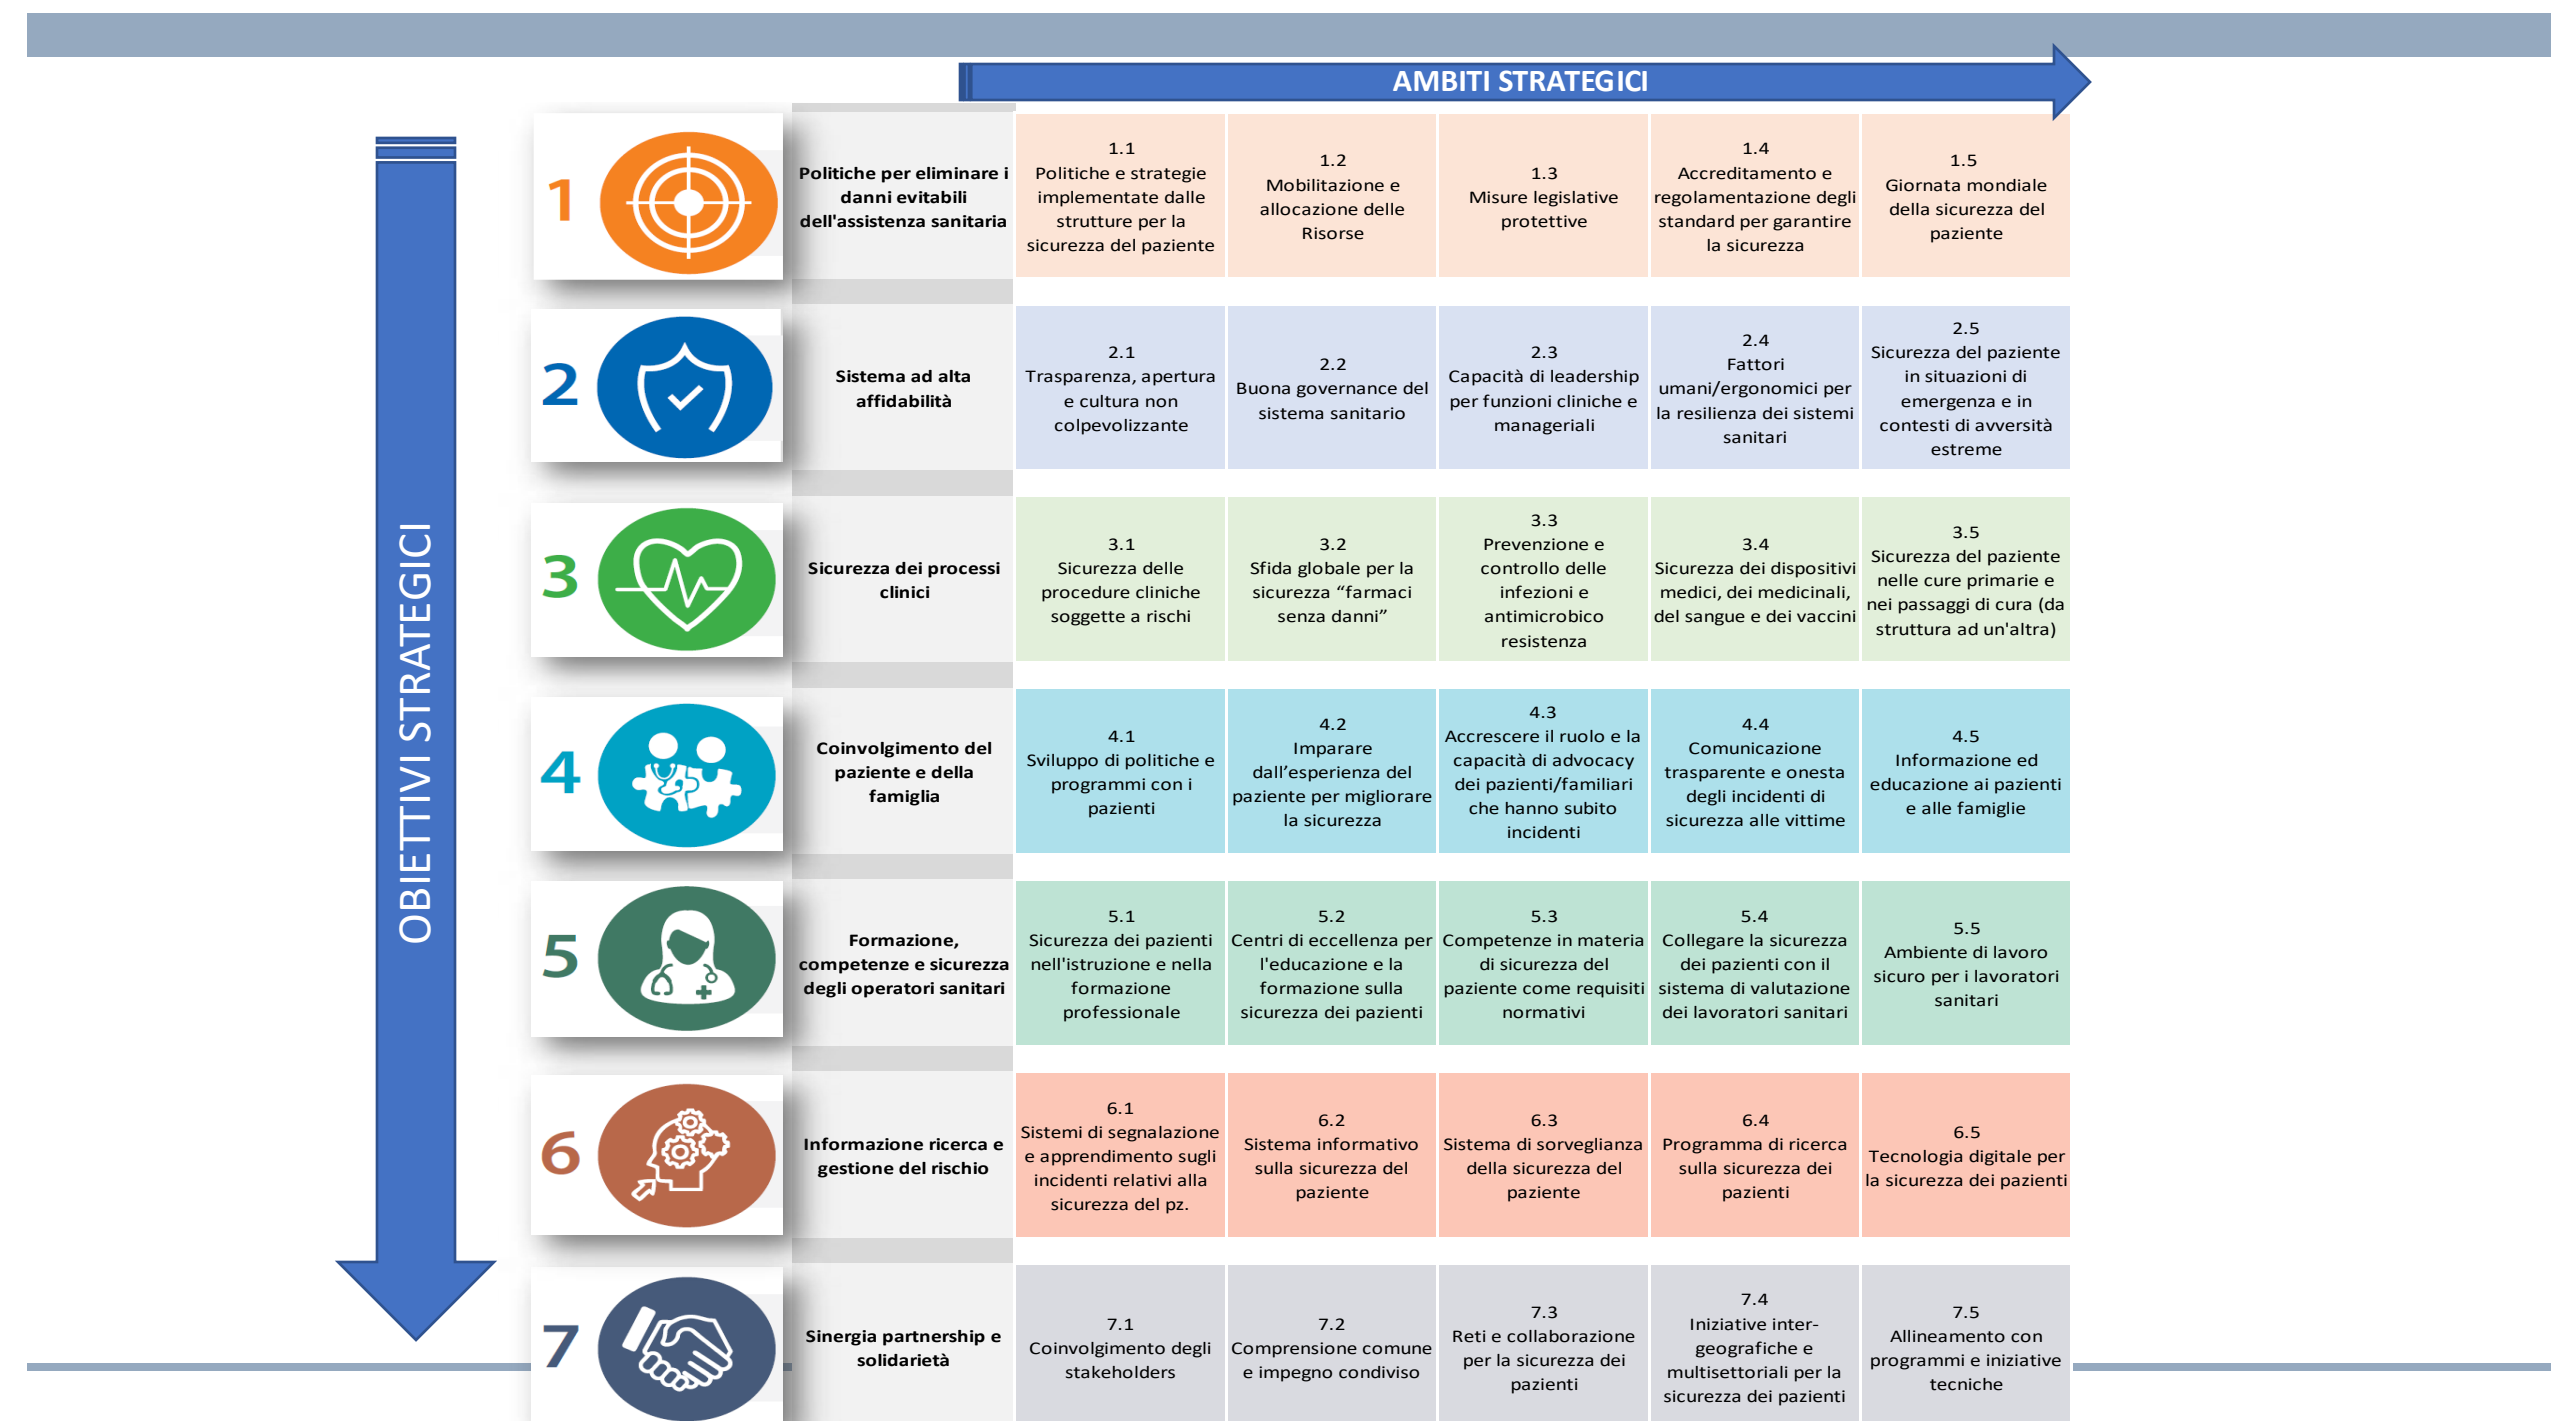 AMBITI STRATEGICI
OBIETTIVI STRATEGICI
1
Politiche per eliminare i
danni evitabili
dell'assistenza sanitaria
1.1
Politiche e strategie
implementate dalle
strutture per la
sicurezza del paziente
1.2
Mobilitazione e
allocazione delle
Risorse
1.3
Misure legislative
protettive
1.4
Accreditamento e
regolamentazione degli
standard per garantire
la sicurezza
1.5
Giornata mondiale
della sicurezza del
paziente
2
Sistema ad alta
affidabilità
2.1
Trasparenza, apertura
e cultura non
colpevolizzante
2.2
Buona governance del
sistema sanitario
2.3
Capacità di leadership
per funzioni cliniche e
manageriali
2.4
Fattori
umani/ergonomici per
la resilienza dei sistemi
sanitari
2.5
Sicurezza del paziente
in situazioni di
emergenza e in
contesti di avversità
estreme
3
Sicurezza dei processi
clinici
3.1
Sicurezza delle
procedure cliniche
soggette a rischi
3.2
Sfida globale per la
sicurezza “farmaci
senza danni”
3.3
Prevenzione e
controllo delle
infezioni e
antimicrobico
resistenza
3.4
Sicurezza dei dispositivi
medici, dei medicinali,
del sangue e dei vaccini
3.5
Sicurezza del paziente
nelle cure primarie e
nei passaggi di cura (da
struttura ad un'altra)
4
Coinvolgimento del
paziente e della
famiglia
4.1
Sviluppo di politiche e
programmi con i
pazienti
4.2
Imparare
dall’esperienza del
paziente per migliorare
la sicurezza
4.3
Accrescere il ruolo e la
capacità di advocacy
dei pazienti/familiari
che hanno subito
incidenti
4.4
Comunicazione
trasparente e onesta
degli incidenti di
sicurezza alle vittime
4.5
Informazione ed
educazione ai pazienti
e alle famiglie
5
Formazione,
competenze e sicurezza
degli operatori sanitari
5.1
Sicurezza dei pazienti
nell'istruzione e nella
formazione
professionale
5.2
Centri di eccellenza per
l'educazione e la
formazione sulla
sicurezza dei pazienti
5.3
Competenze in materia
di sicurezza del
paziente come requisiti
normativi
5.4
Collegare la sicurezza
dei pazienti con il
sistema di valutazione
dei lavoratori sanitari
5.5
Ambiente di lavoro
sicuro per i lavoratori
sanitari
6
Informazione ricerca e
gestione del rischio
6.1
Sistemi di segnalazione
e apprendimento sugli
incidenti relativi alla
sicurezza del pz.
6.2
Sistema informativo
sulla sicurezza del
paziente
6.3
Sistema di sorveglianza
della sicurezza del
paziente
6.4
Programma di ricerca
sulla sicurezza dei
pazienti
6.5
Tecnologia digitale per
la sicurezza dei pazienti
7
Sinergia partnership e
solidarietà
7.1
Coinvolgimento degli
stakeholders
7.2
Comprensione comune
e impegno condiviso
7.3
Reti e collaborazione
per la sicurezza dei
pazienti
7.4
Iniziative inter-
geografiche e
multisettoriali per la
sicurezza dei pazienti
7.5
Allineamento con
programmi e iniziative
tecniche